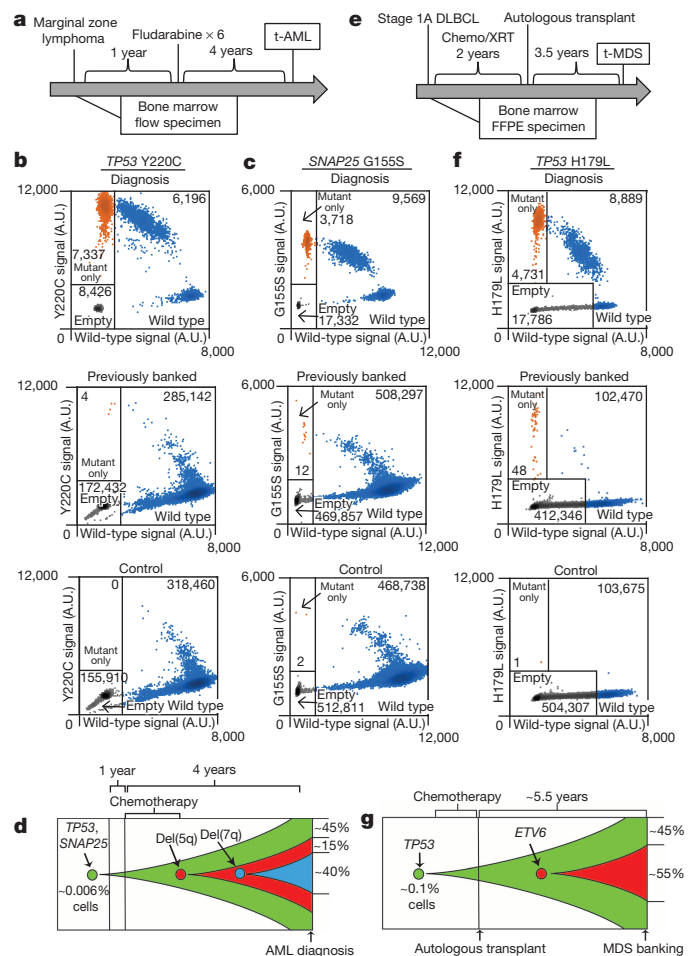 a
Marginal zone
lymphoma
Fludarabine × 6
t-AML
1 year
4 years
Bone marrow
flow specimen
e
Stage 1A DLBCL
Autologous transplant
Chemo/XRT
2 years
3.5 years
t-MDS
Bone marrow
FFPE specimen
b
TP53 Y220C
Diagnosis
12,000
6,196
7,337
Mutant
only
8,426
Empty
Wild type
Y220C signal (A.U.)
0
Wild-type signal (A.U.)
8,000
Previously banked
12,000
4
285,142
Mutant
only
172,432
Empty
Wild type
Y220C signal (A.U.)
0
Wild-type signal (A.U.)
8,000
Control
12,000
0
318,460
Mutant
only
155,910
Empty
Wild type
Y220C signal (A.U.)
0
Wild-type signal (A.U.)
8,000
c
SNAP25 G155S
Diagnosis
6,000
9,569
Mutant
only
3,718
Empty
17,332
Wild type
G155S signal (A.U.)
0
Wild-type signal (A.U.)
12,000
Previously banked
6,000
508,297
Mutant
only
12
Empty
469,857
Wild type
G155S signal (A.U.)
0
Wild-type signal (A.U.)
12,000
Control
6,000
468,738
Mutant
only
2
Empty
512,811
Wild type
G155S signal (A.U.)
0
Wild-type signal (A.U.)
12,000
f
TP53 H179L
Diagnosis
12,000
8,889
Mutant
only
4,731
Empty
17,786
Wild type
H179L signal (A.U.)
0
Wild-type signal (A.U.)
8,000
Previously banked
12,000
102,470
Mutant
only
48
Empty
412,346
Wild type
H179L signal (A.U.)
0
Wild-type signal (A.U.)
8,000
Control
12,000
103,675
Mutant
only
1
Empty
504,307
Wild type
H179L signal (A.U.)
0
Wild-type signal (A.U.)
8,000
d
1 year
4 years
Chemotherapy
TP53,
SNAP25
Del(5q)
Del(7q)
~0.006%
cells
~45%
~15%
~40%
AML diagnosis
g
Chemotherapy
~5.5 years
TP53
ETV6
~0.1%
cells
~45%
~55%
Autologous transplant
MDS banking